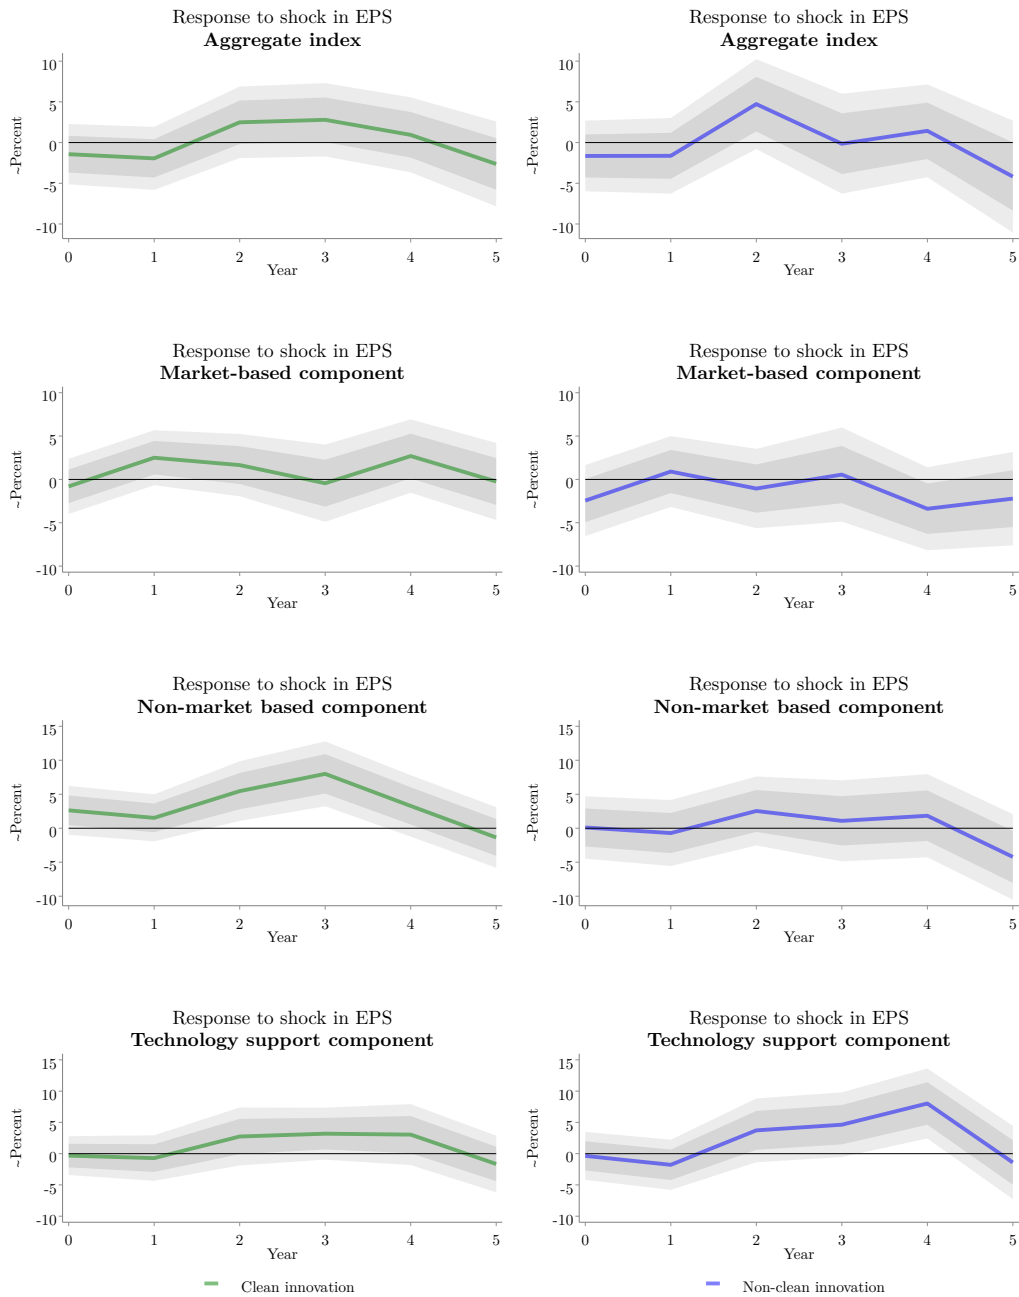 Response to shock in EPS
Aggregate index
10
5
0
-5
-10
~Percent
0 1 2 3 4 5
Year
Response to shock in EPS
Aggregate index
10
5
0
-5
-10
~Percent
0 1 2 3 4 5
Year
Response to shock in EPS
Market-based component
10
5
0
-5
-10
~Percent
0 1 2 3 4 5
Year
Response to shock in EPS
Market-based component
10
5
0
-5
-10
~Percent
0 1 2 3 4 5
Year
Response to shock in EPS
Non-market based component
15
10
5
0
-5
-10
~Percent
0 1 2 3 4 5
Year
Response to shock in EPS
Non-market based component
15
10
5
0
-5
-10
~Percent
0 1 2 3 4 5
Year
Response to shock in EPS
Technology support component
15
10
5
0
-5
-10
~Percent
0 1 2 3 4 5
Year
Response to shock in EPS
Technology support component
15
10
5
0
-5
-10
~Percent
0 1 2 3 4 5
Year
Clean innovation
Non-clean innovation